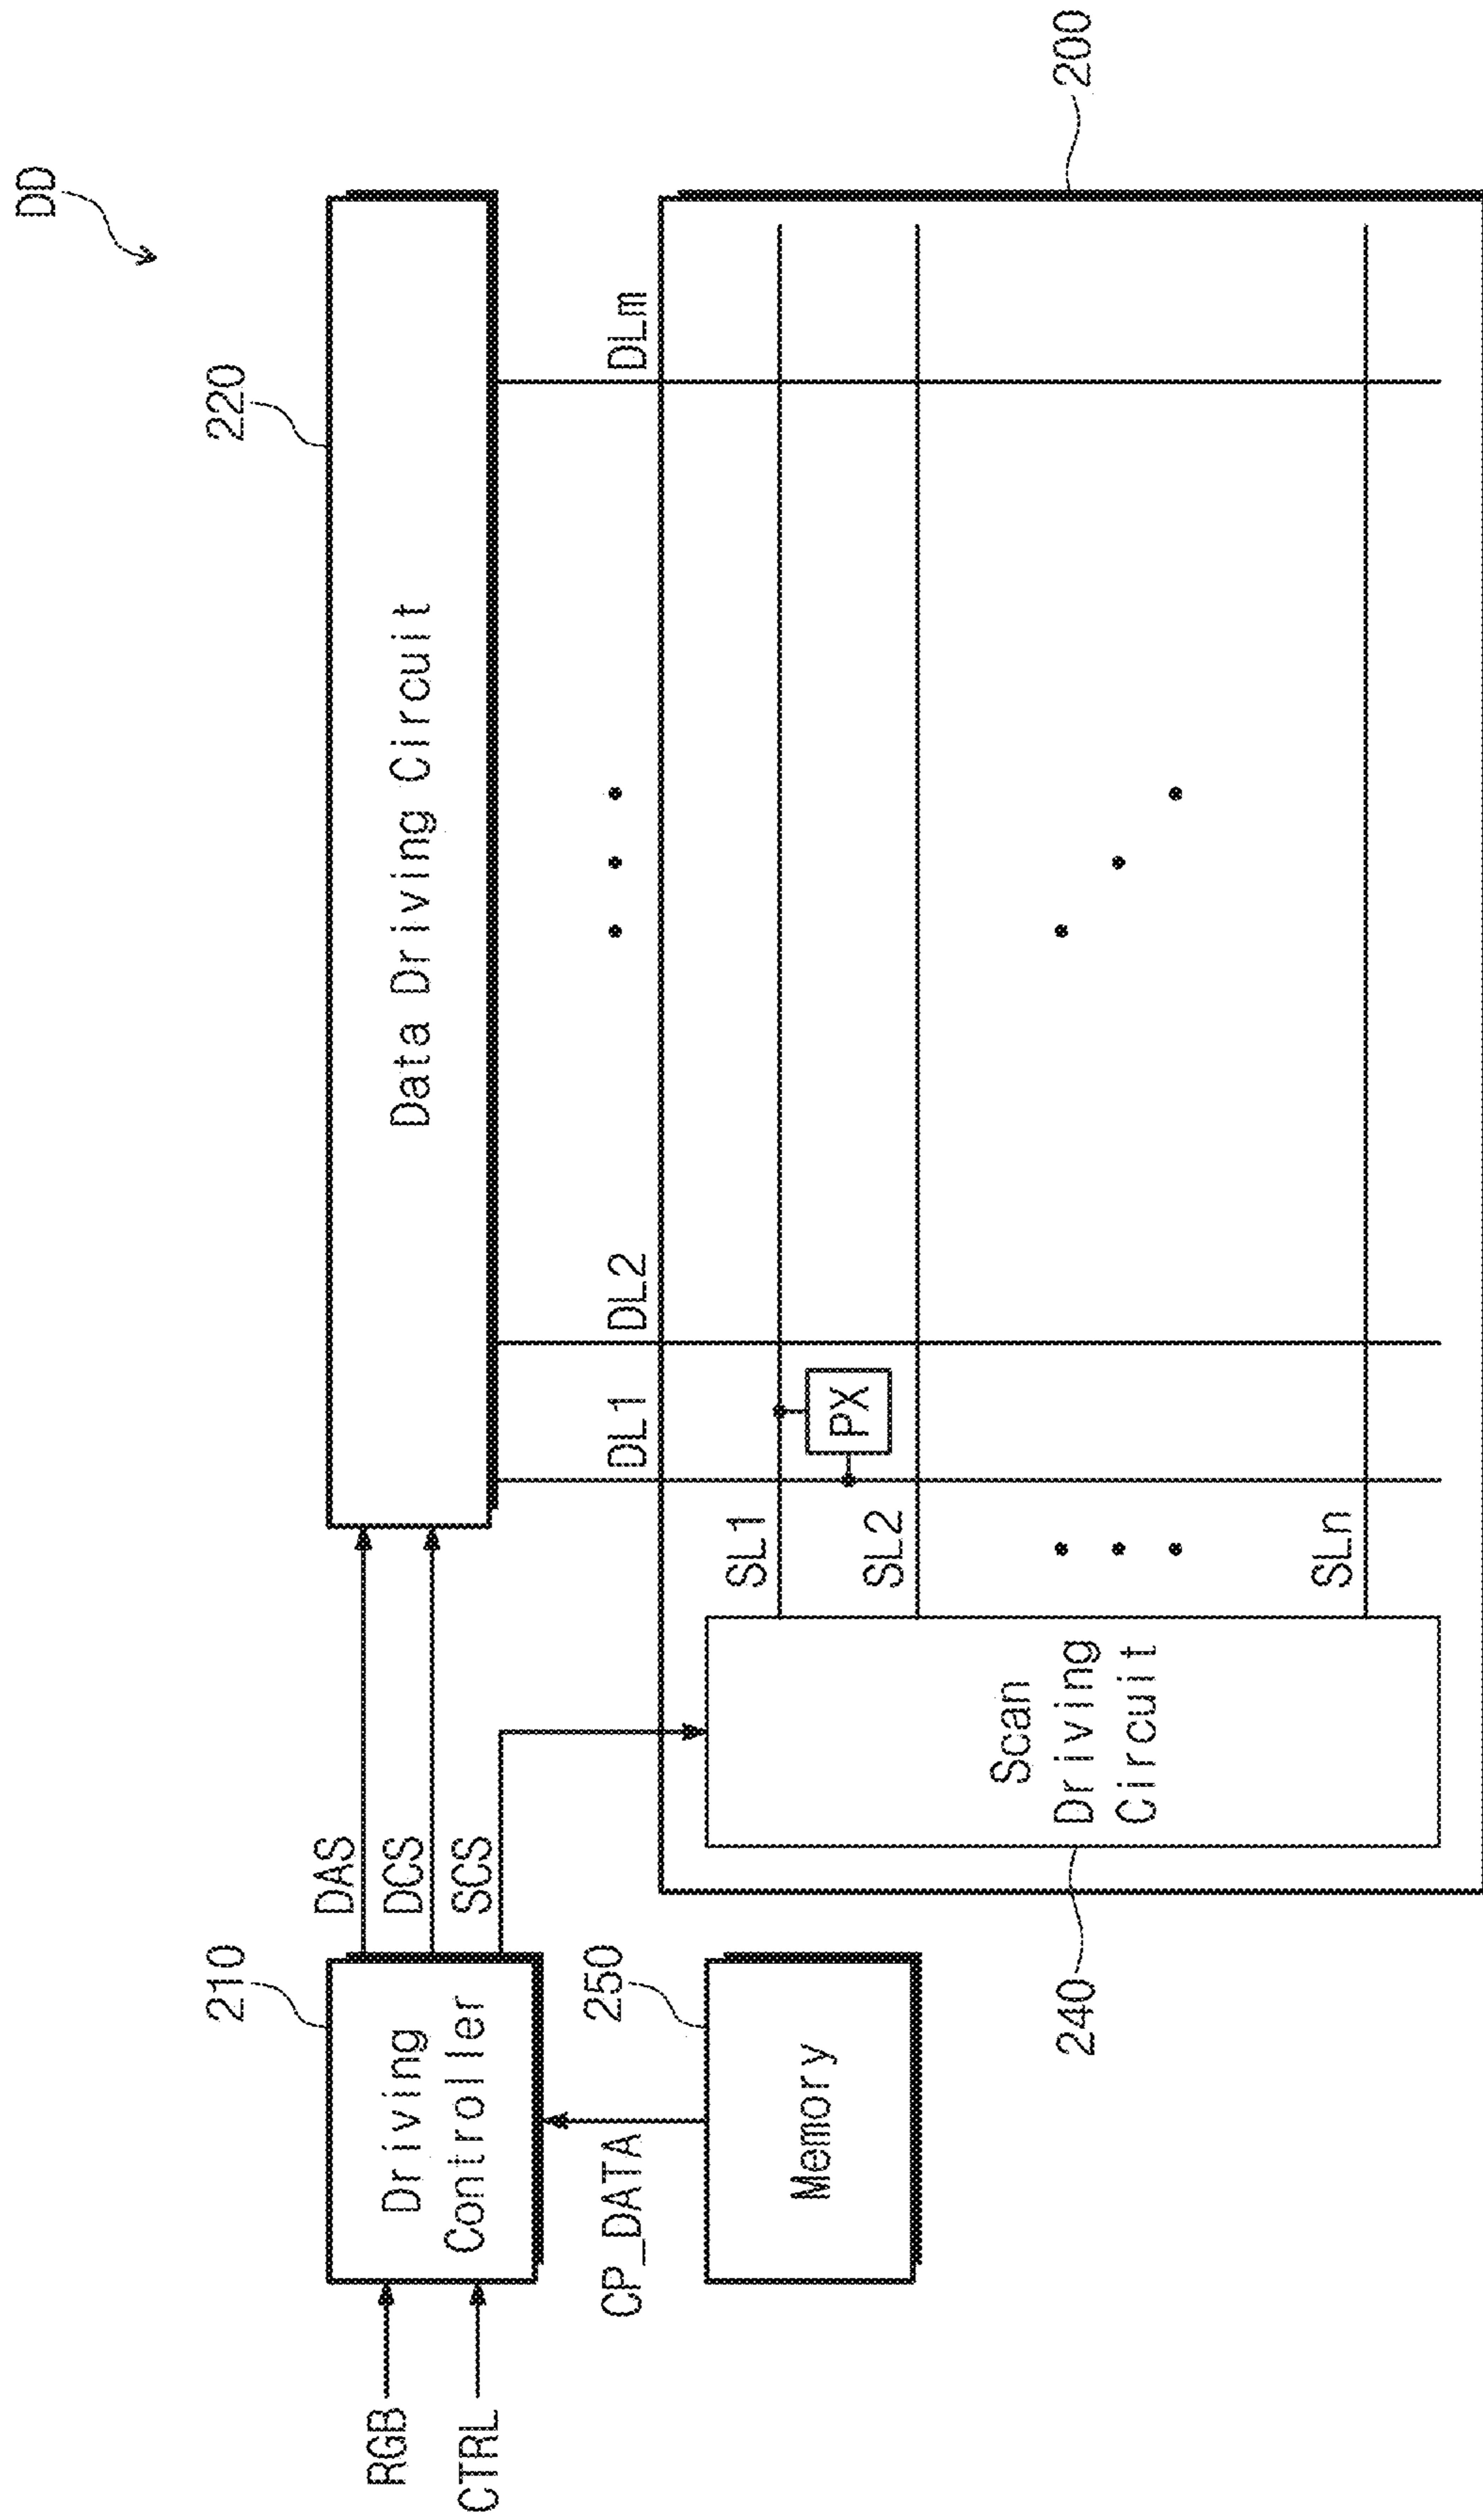 DD
210
220
RGB
CTRL
Driving
Controller
DAS
DCS
SCS
Data Driving Circuit
CP_DATA
250
Memory
DL1
DL2
DLm
SL1
SL2
SLn
PX
Scan
Driving
Circuit
240
200